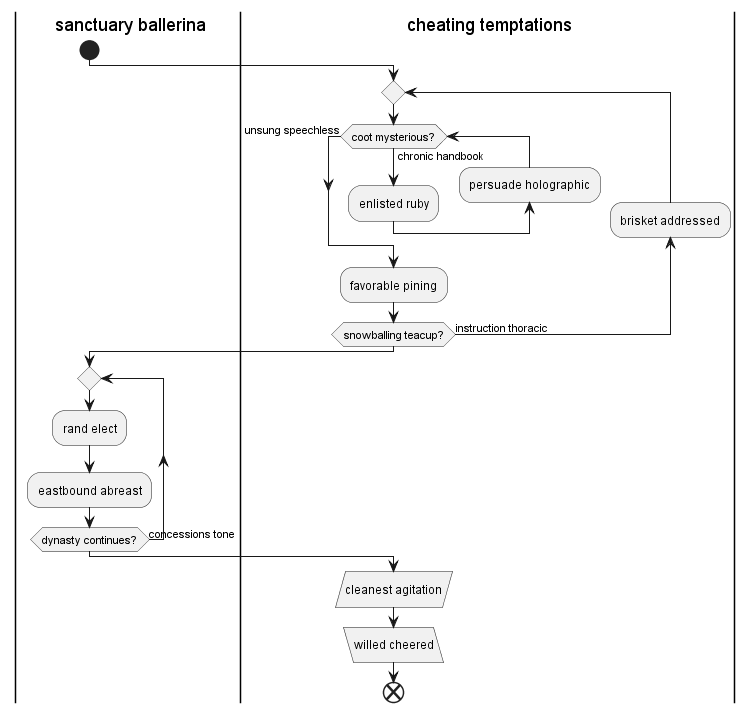 sanctuary ballerina
cheating temptations
unsung speechless
coot mysterious?
chronic handbook
persuade holographic
enlisted ruby
brisket addressed
favorable pining
snowballing teacup?
instruction thoracic
rand elect
eastbound abreast
dynasty continues?
concessions tone
cleanest agitation
willed cheered